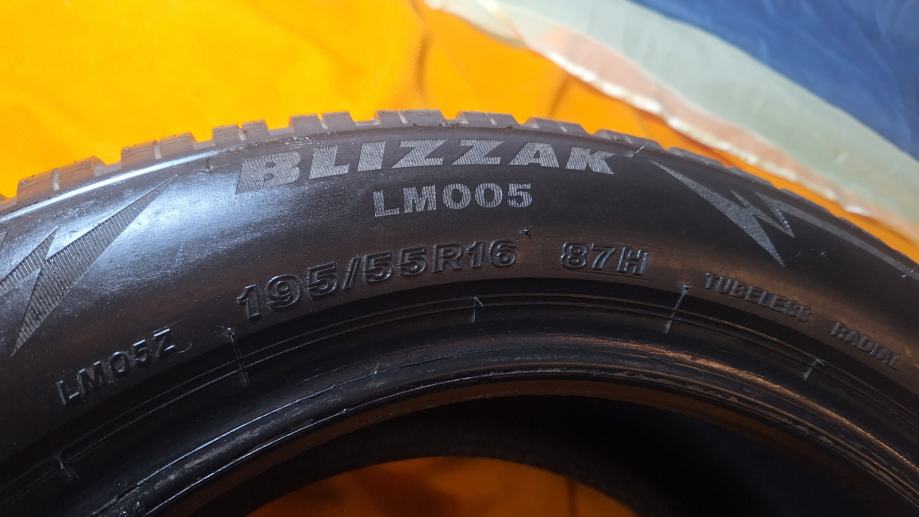 BLIZZAK
LM005
195/55R16 87H
TUBELESS RADIAL
LM05Z